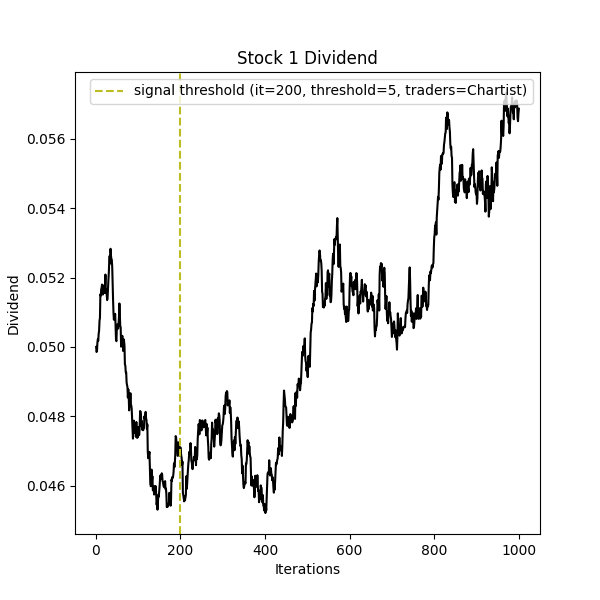 Stock 1 Dividend
signal threshold (it=200, threshold=5, traders=Chartist)
0.056
0.054
0.052
0.050
0.048
0.046
Dividend
0 200 400 600 800 1000
Iterations